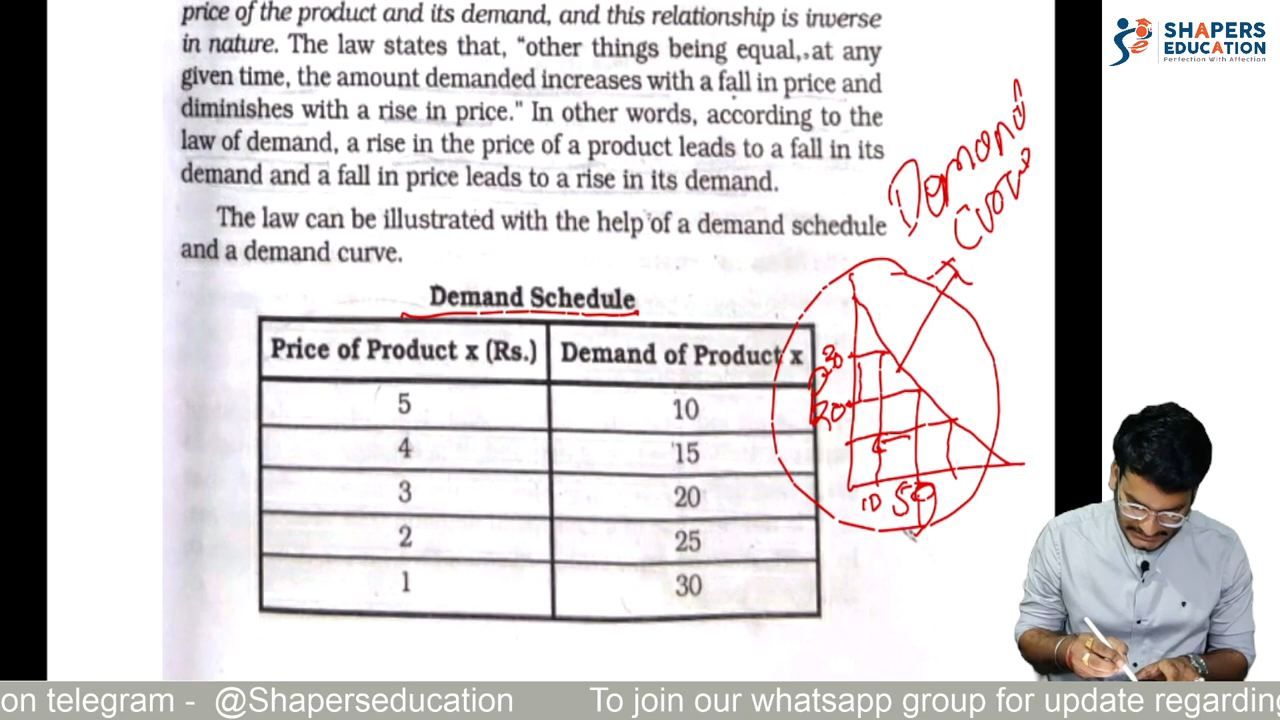 price of the product and its demand, and this relationship is inverse
in nature. The law states that, “other things being equal, at any
given time, the amount demanded increases with a fall in price and
diminishes with a rise in price." In other words, according to the
law of demand, a rise in the price of a product leads to a fall in its
demand and a fall in price leads to a rise in its demand.
The law can be illustrated with the help of a demand schedule
and a demand curve.
Demand Schedule
Price of Product x (Rs.) Demand of Product x
5 10
4 15
3 20
2 25
1 30
Demand
Curve
20
10
SHAPERS
EDUCATION
Perfection With Affection
on telegram - @Shaperseducation To join our whatsapp group for update regarding